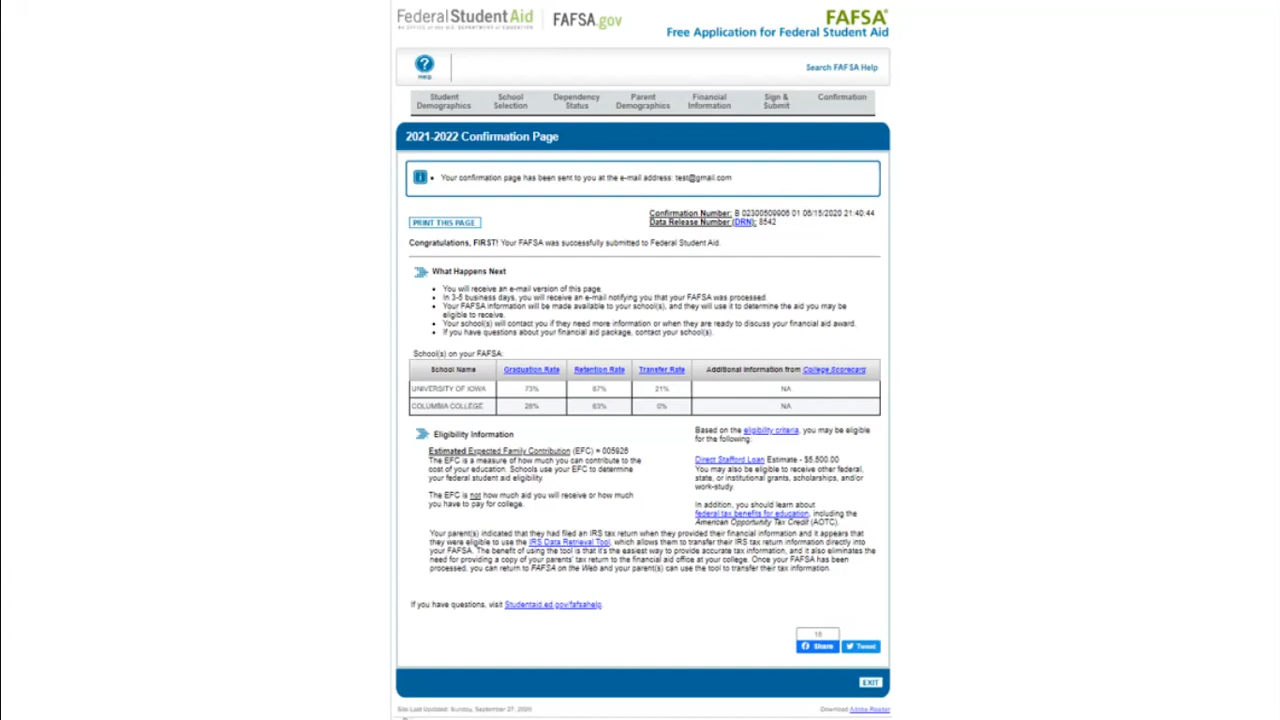 Federal Student Aid
AN OFFICE of the U.S. DEPARTMENT of EDUCATION
FAFSA.gov
FAFSA®
Free Application for Federal Student Aid
?
Help
Search FAFSA Help
Student Demographics
School Selection
Dependency Status
Parent Demographics
Financial Information
Sign & Submit
Confirmation
2021-2022 Confirmation Page
Your confirmation page has been sent to you at the e-mail address: test@gmail.com
PRINT THIS PAGE
Confirmation Number: B 02300509906 01 08/15/2020 21:40:44
Data Release Number (DRN): 8542
Congratulations, FIRST! Your FAFSA was successfully submitted to Federal Student Aid.
What Happens Next
You will receive an e-mail version of this page.
In 3-5 business days, you will receive an e-mail notifying you that your FAFSA was processed.
Your FAFSA information will be made available to your school(s), and they will use it to determine the aid you may be
eligible to receive.
Your school(s) will contact you if they need more information or when they are ready to discuss your financial aid award.
If you have questions about your financial aid package, contact your school(s).
School(s) on your FAFSA:
School Name Graduation Rate Retention Rate Transfer Rate Additional Information from College Scorecard
UNIVERSITY OF IOWA 73% 87% 21% NA
COLUMBIA COLLEGE 28% 63% 0% NA
Eligibility Information
Estimated Expected Family Contribution (EFC) = 005928
The EFC is a measure of how much you can contribute to the
cost of your education. Schools use your EFC to determine
your federal student aid eligibility.
The EFC is not how much aid you will receive or how much
you have to pay for college.
Based on the eligibility criteria, you may be eligible
for the following:
Direct Stafford Loan Estimate - $5,500.00
You may also be eligible to receive other federal,
state, or institutional grants, scholarships, and/or
work-study.
In addition, you should learn about
federal tax benefits for education, including the
American Opportunity Tax Credit (AOTC).
Your parent(s) indicated that they had filed an IRS tax return when they provided their financial information and it appears that
they were eligible to use the IRS Data Retrieval Tool, which allows them to transfer their IRS tax return information directly into
your FAFSA. The benefit of using the tool is that it's the easiest way to provide accurate tax information, and it also eliminates the
need for providing a copy of your parents' tax return to the financial aid office at your college. Once your FAFSA has been
processed, you can return to FAFSA on the Web and your parent(s) can use the tool to transfer their tax information.
If you have questions, visit Studentaid.ed.gov/fafsahelp.
Share
Tweet
EXIT
Site Last Updated: Sunday, September 27, 2020
Download Adobe Reader